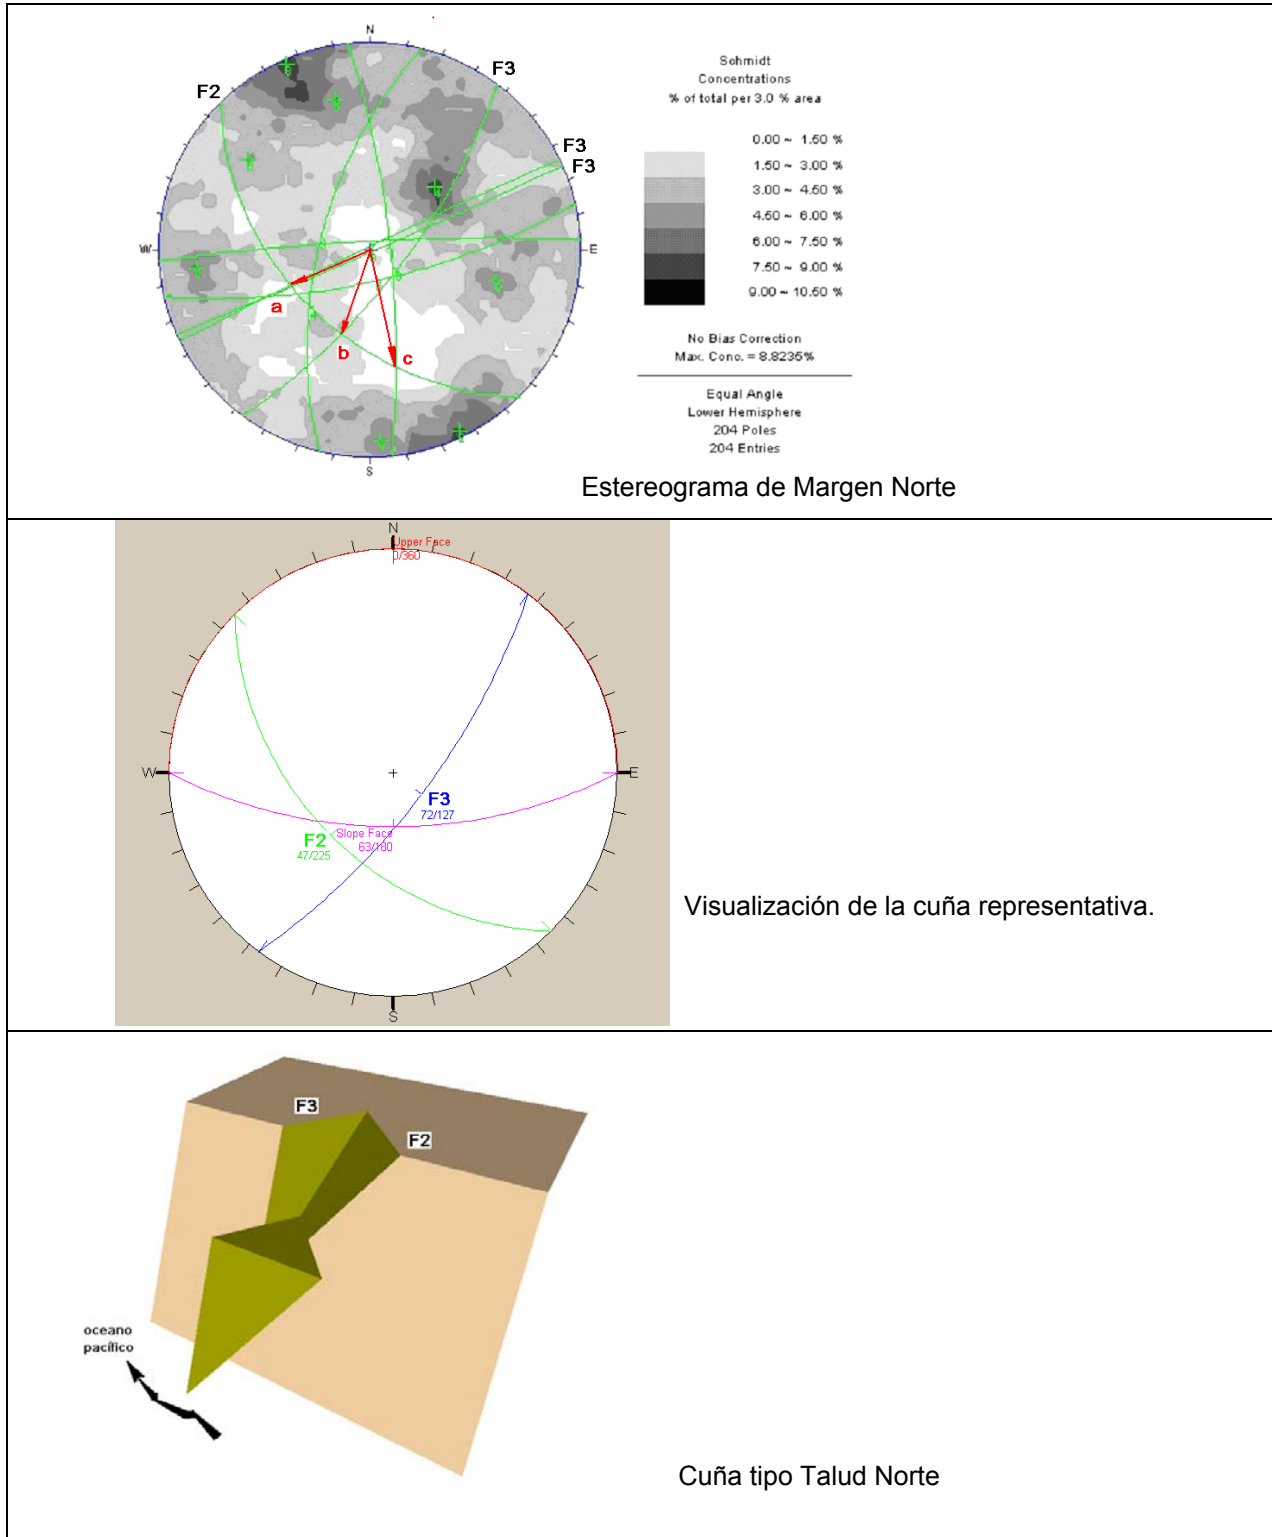 N
F3
F2
F3
F3
W
E
a
b
c
S
Schmidt
Concentrations
% of total per 3.0 % area
0.00 ~ 1.50 %
1.50 ~ 3.00 %
3.00 ~ 4.50 %
4.50 ~ 6.00 %
6.00 ~ 7.50 %
7.50 ~ 9.00 %
9.00 ~ 10.50 %
No Bias Correction
Max. Conc. = 8.8235%
Equal Angle
Lower Hemisphere
204 Poles
204 Entries
Estereograma de Margen Norte
N
Upper Face
0/360
W
E
F3
72/127
Slope Face
63/180
F2
47/225
S
Visualización de la cuña representativa.
F3
F2
oceano
pacífico
Cuña tipo Talud Norte